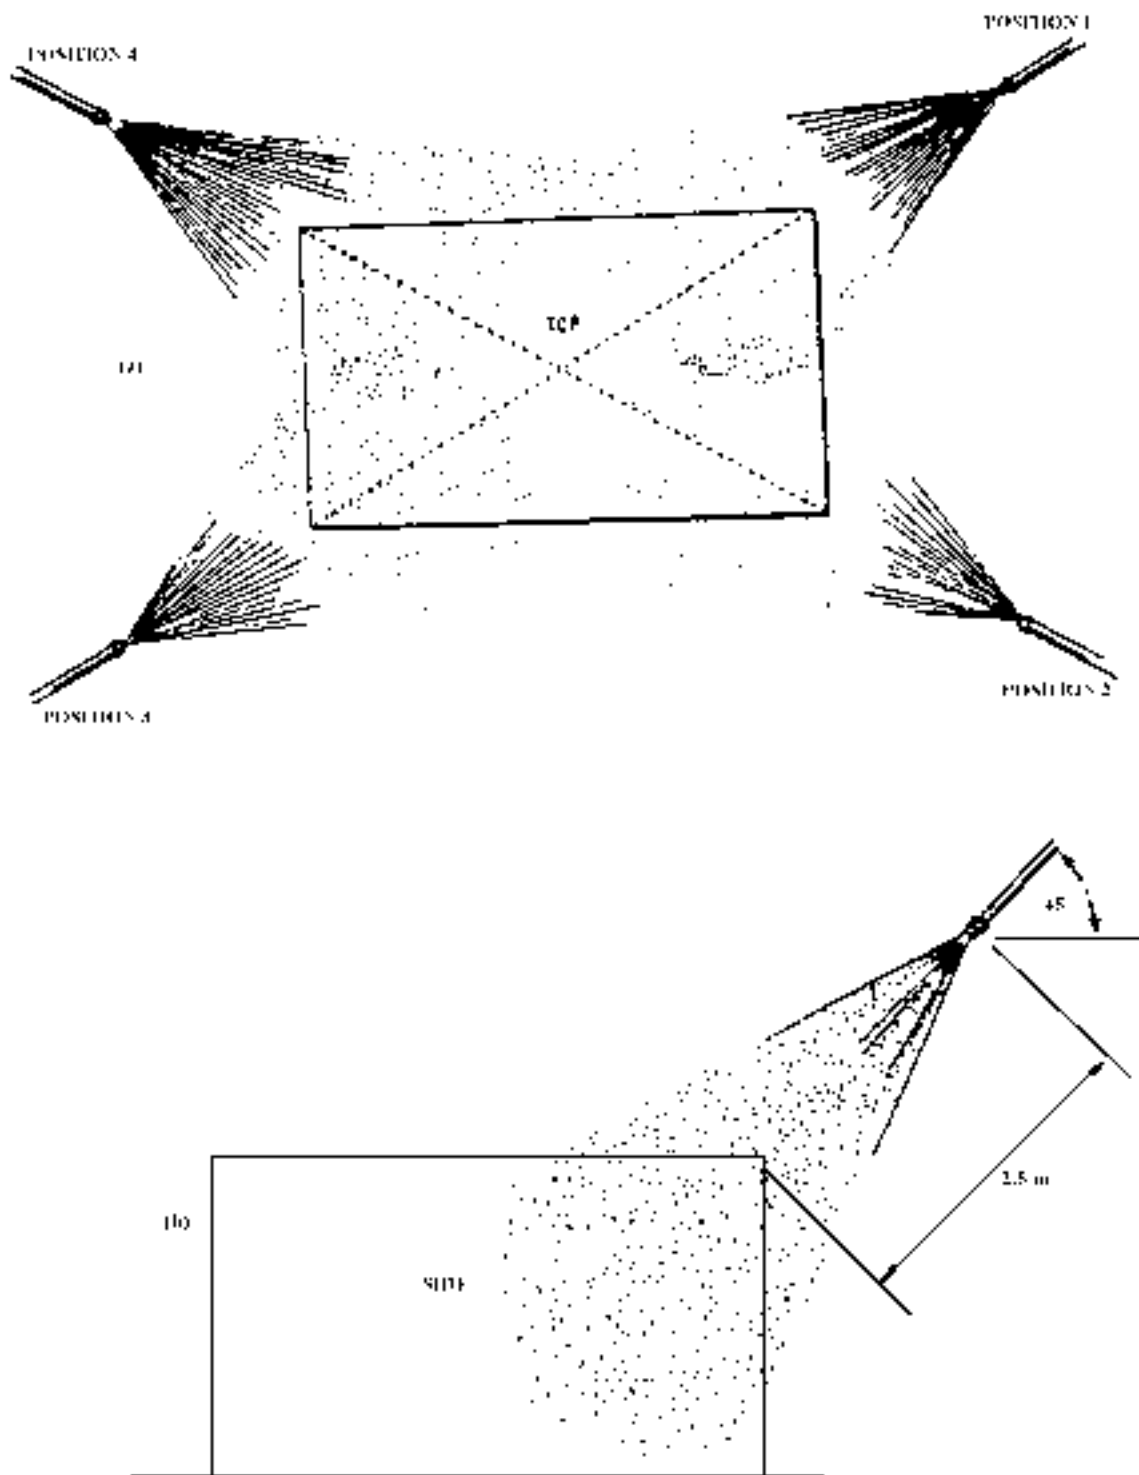 POSITION 4
POSITION 1
TOP
(a)
POSITION 3
POSITION 2
45
2.5 m
(b)
SIDE